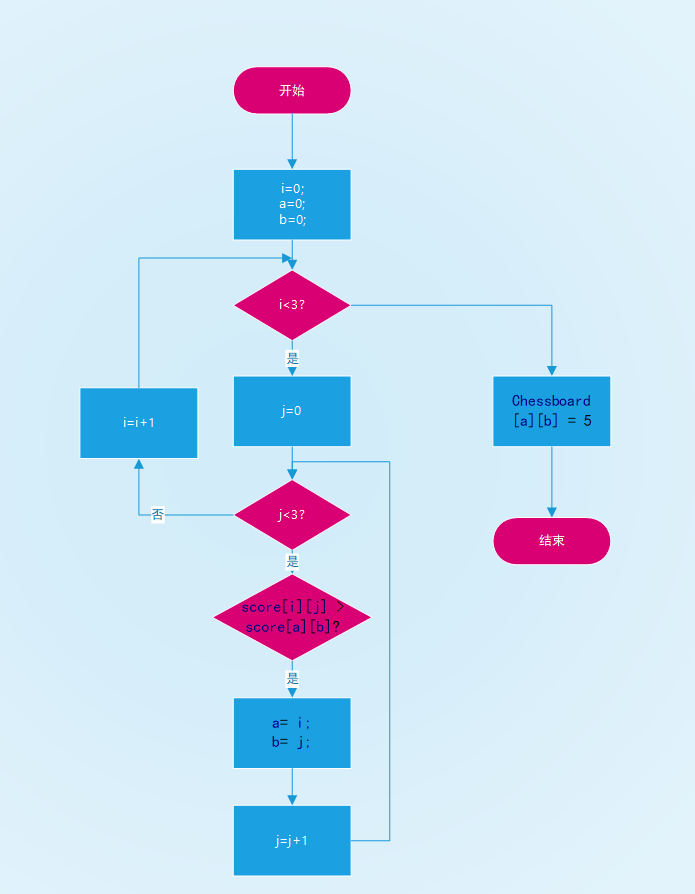 开始
i=0;
a=0;
b=0;
i<3?
是
j=0
Chessboard
[a][b] = 5
i=i+1
j<3?
否
结束
是
score[i][j] >
score[a][b]?
是
a= i;
b= j;
j=j+1